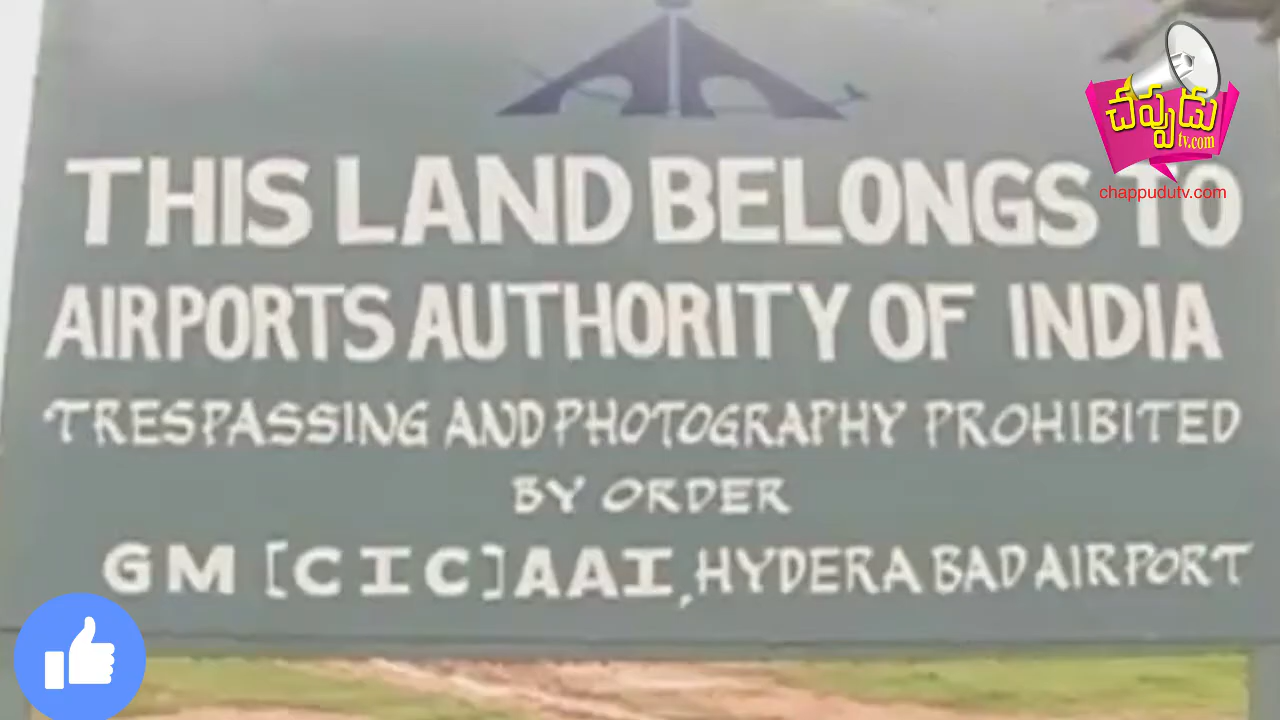 చప్పుడు
tv.com
chappudutv.com
THIS LAND BELONGS TO
AIRPORTS AUTHORITY OF INDIA
TRESPASSING AND PHOTOGRAPHY PROHIBITED
BY ORDER
GM [CIC]AAI, HYDERABAD AIRPORT